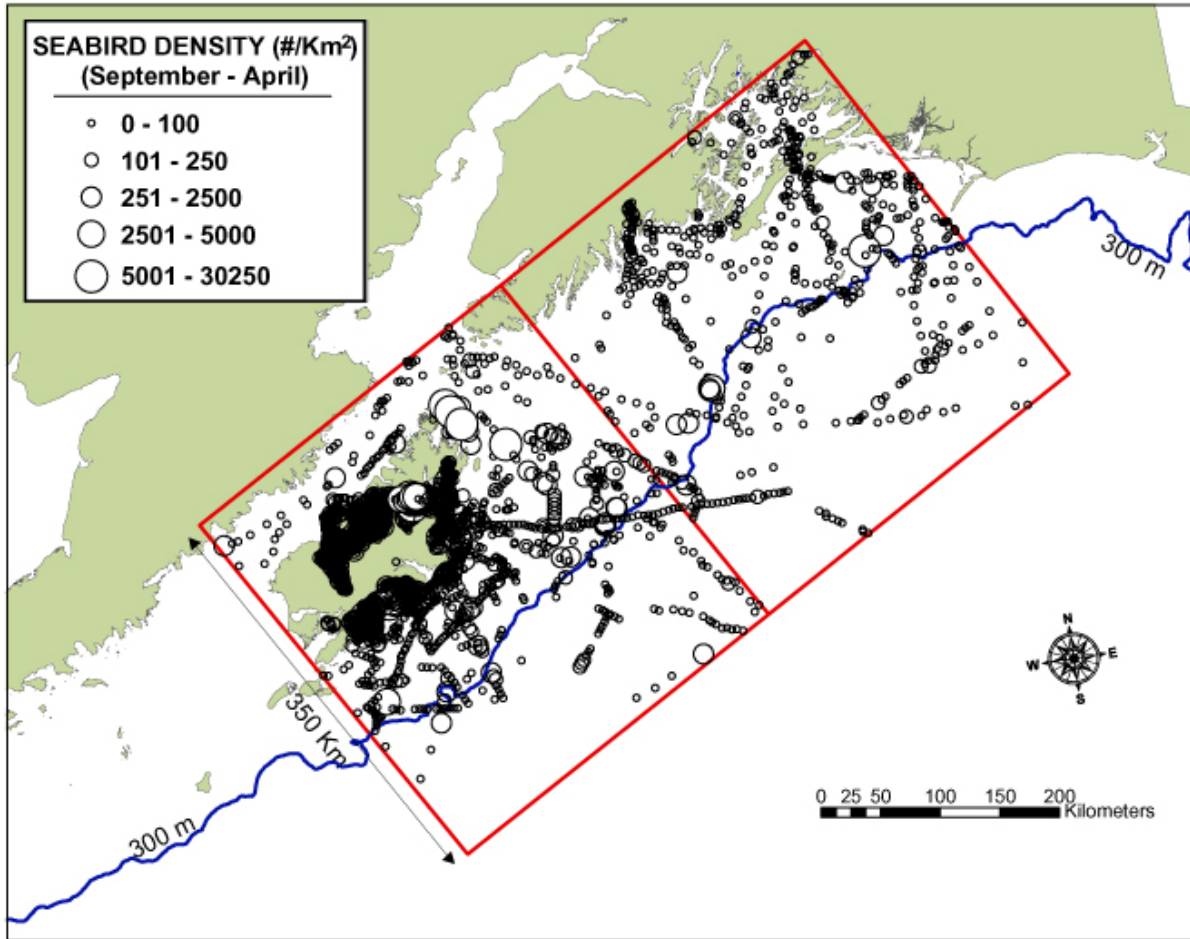 SEABIRD DENSITY (#/Km²)
(September - April)
0 - 100
101 - 250
251 - 2500
2501 - 5000
5001 - 30250
300 m
N
W
E
S
350 Km
0 25 50 100 150 200
Kilometers
300 m